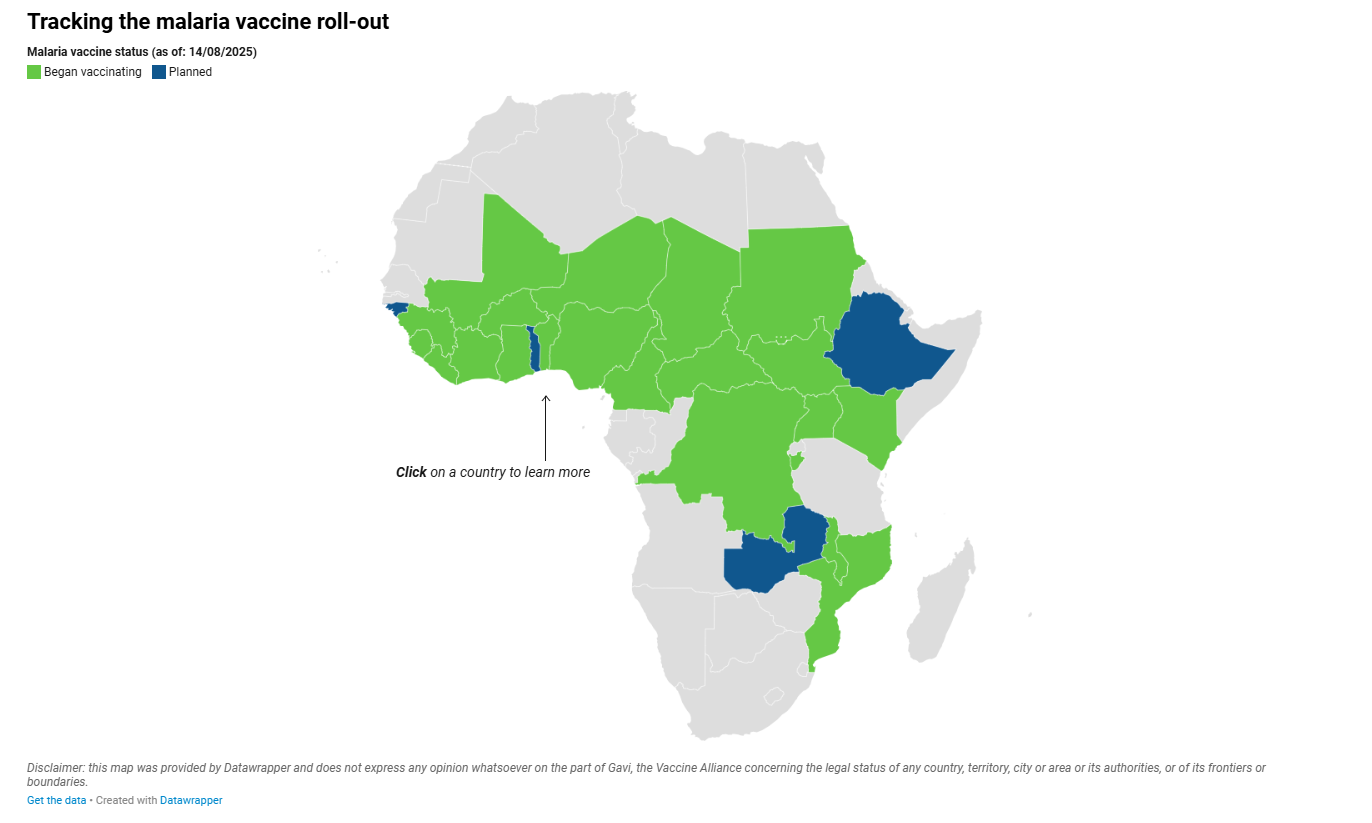 Tracking the malaria vaccine roll-out
Malaria vaccine status (as of: 14/08/2025)
Began vaccinating Planned
Click on a country to learn more
Disclaimer: this map was provided by Datawrapper and does not express any opinion whatsoever on the part of Gavi, the Vaccine Alliance concerning the legal status of any country, territory, city or area or its authorities, or of its frontiers or
boundaries.
Get the data • Created with Datawrapper